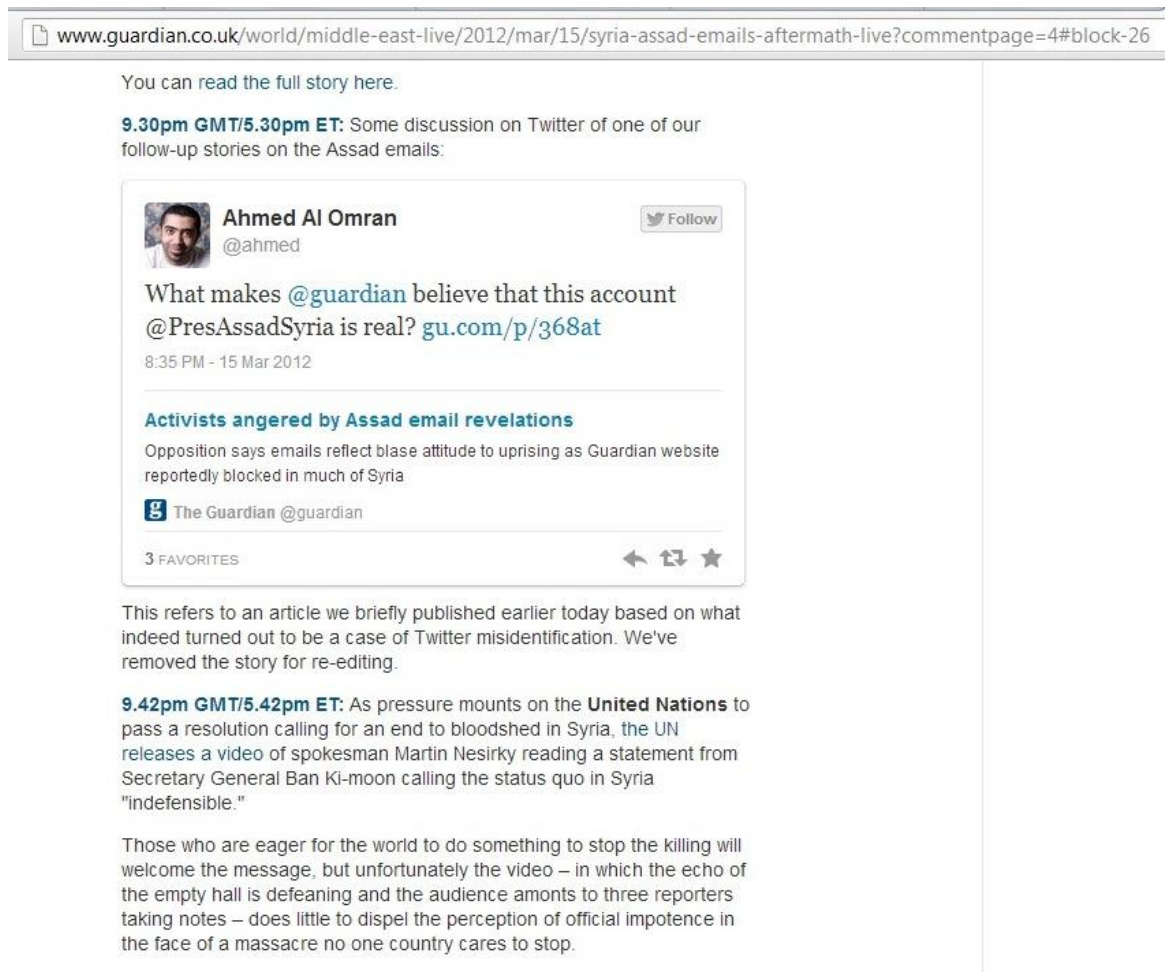 www.guardian.co.uk/world/middle-east-live/2012/mar/15/syria-assad-emails-aftermath-live?commentpage=4#block-26
You can read the full story here.
9.30pm GMT/5.30pm ET: Some discussion on Twitter of one of our
follow-up stories on the Assad emails:
Ahmed Al Omran
Follow
@ahmed
What makes @guardian believe that this account
@PresAssadSyria is real? gu.com/p/368at
8:35 PM - 15 Mar 2012
Activists angered by Assad email revelations
Opposition says emails reflect blase attitude to uprising as Guardian website
reportedly blocked in much of Syria
g The Guardian @guardian
3 FAVORITES
This refers to an article we briefly published earlier today based on what
indeed turned out to be a case of Twitter misidentification. We've
removed the story for re-editing.
9.42pm GMT/5.42pm ET: As pressure mounts on the United Nations to
pass a resolution calling for an end to bloodshed in Syria, the UN
releases a video of spokesman Martin Nesirky reading a statement from
Secretary General Ban Ki-moon calling the status quo in Syria
"indefensible."
Those who are eager for the world to do something to stop the killing will
welcome the message, but unfortunately the video – in which the echo of
the empty hall is defeaning and the audience amonts to three reporters
taking notes – does little to dispel the perception of official impotence in
the face of a massacre no one country cares to stop.